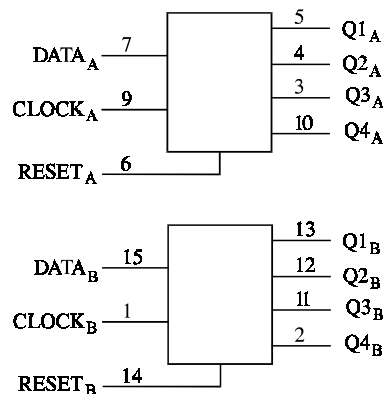 5 Q1A
DATAA 7 4 Q2A
CLOCKA 9 3 Q3A
10 Q4A
RESETA 6
13 Q1B
DATAB 15 12 Q2B
CLOCKB 1 11 Q3B
2 Q4B
RESETB 14